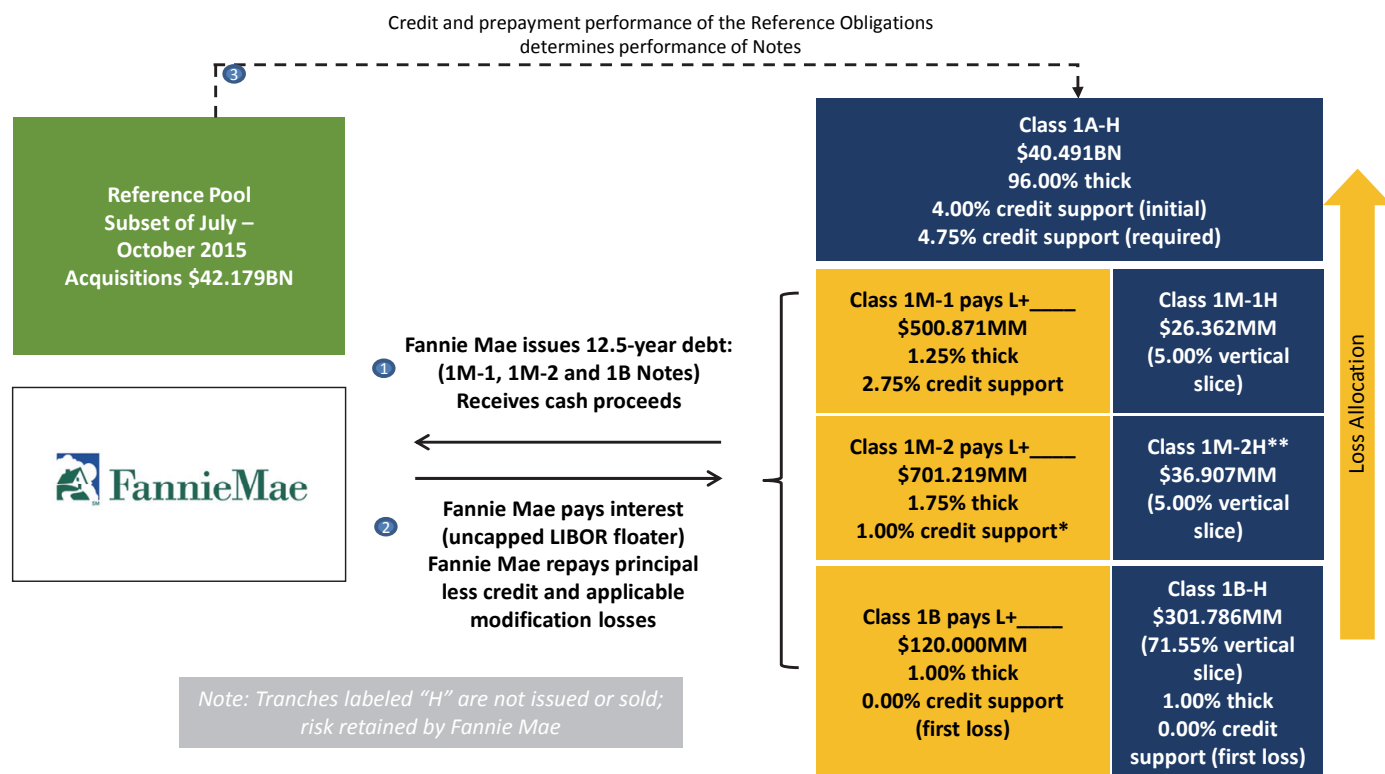 Credit and prepayment performance of the Reference Obligations
determines performance of Notes
3
Reference Pool
Subset of July –
October 2015
Acquisitions $42.179BN
Class 1A-H
$40.491BN
96.00% thick
4.00% credit support (initial)
4.75% credit support (required)
1
Fannie Mae issues 12.5-year debt:
(1M-1, 1M-2 and 1B Notes)
Receives cash proceeds
FannieMae
SM
2
Fannie Mae pays interest
(uncapped LIBOR floater)
Fannie Mae repays principal
less credit and applicable
modification losses
Class 1M-1 pays L+____
$500.871MM
1.25% thick
2.75% credit support
Class 1M-1H
$26.362MM
(5.00% vertical
slice)
Class 1M-2 pays L+____
$701.219MM
1.75% thick
1.00% credit support*
Class 1M-2H**
$36.907MM
(5.00% vertical
slice)
Class 1B pays L+____
$120.000MM
1.00% thick
0.00% credit support
(first loss)
Class 1B-H
$301.786MM
(71.55% vertical
slice)
1.00% thick
0.00% credit
support (first loss)
Loss Allocation
Note: Tranches labeled “H” are not issued or sold;
risk retained by Fannie Mae